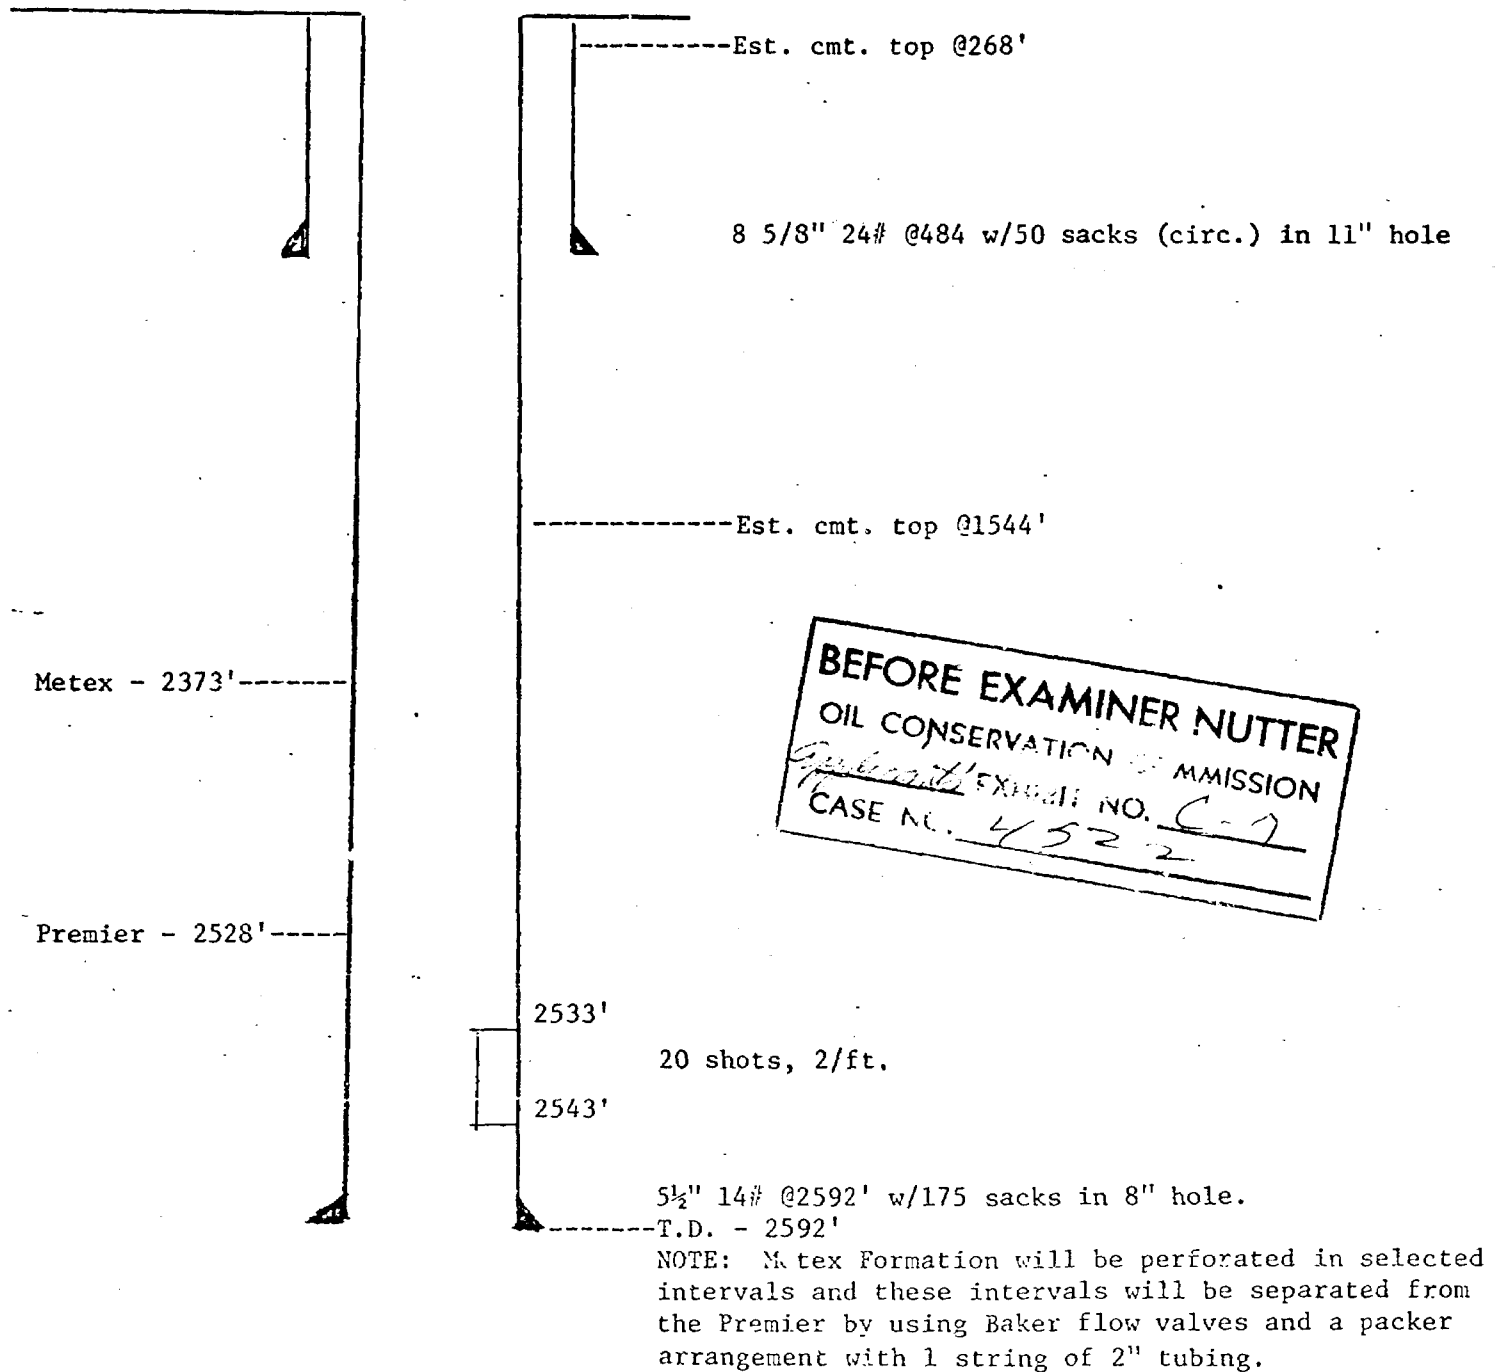 ----------Est. cmt. top @268'
8 5/8" 24# @484 w/50 sacks (circ.) in 11" hole
------------Est. cmt. top @1544'
Metex - 2373'-------
BEFORE EXAMINER NUTTER
OIL CONSERVATION MMISSION
EXHIBIT NO. C-7
CASE NO. 4522
Premier - 2528'-----
2533'
20 shots, 2/ft.
2543'
5½" 14# @2592' w/175 sacks in 8" hole.
-------T.D. - 2592'
NOTE: M tex Formation will be perforated in selected
intervals and these intervals will be separated from
the Premier by using Baker flow valves and a packer
arrangement with 1 string of 2" tubing.